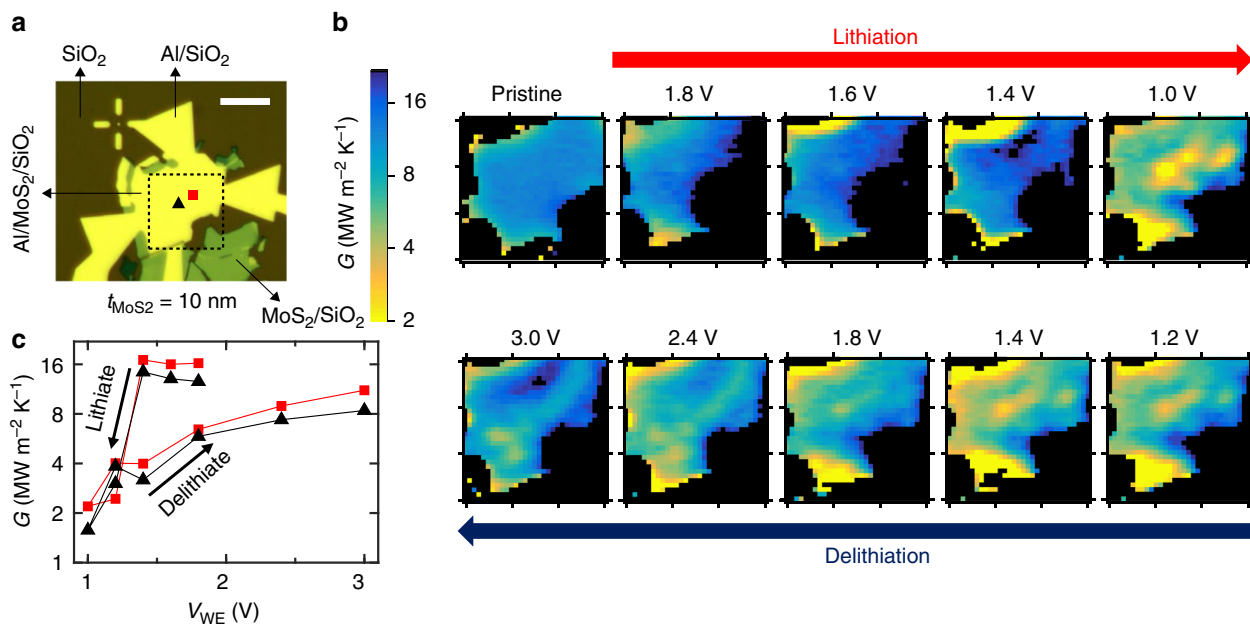 a
SiO2
Al/SiO2
Al/MoS2/SiO2
tMoS2 = 10 nm
MoS2/SiO2
b
Lithiation
G (MW m−2 K−1)
16
8
4
2
Pristine
1.8 V
1.6 V
1.4 V
1.0 V
3.0 V
2.4 V
1.8 V
1.4 V
1.2 V
Delithiation
c
G (MW m−2 K−1)
16
8
4
2
1
Lithiate
Delithiate
1
2
3
VWE (V)